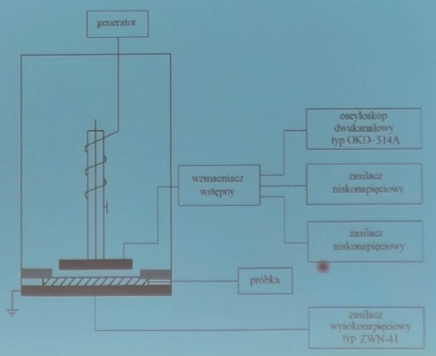 generator
oscyloskop
dwukanałowy
typ OKD-514A
wzmacniacz
wstępny
zasilacz
niskonapięciowy
zasilacz
niskonapięciowy
próbka
zasilacz
wysokonapięciowy
typ ZWN-41